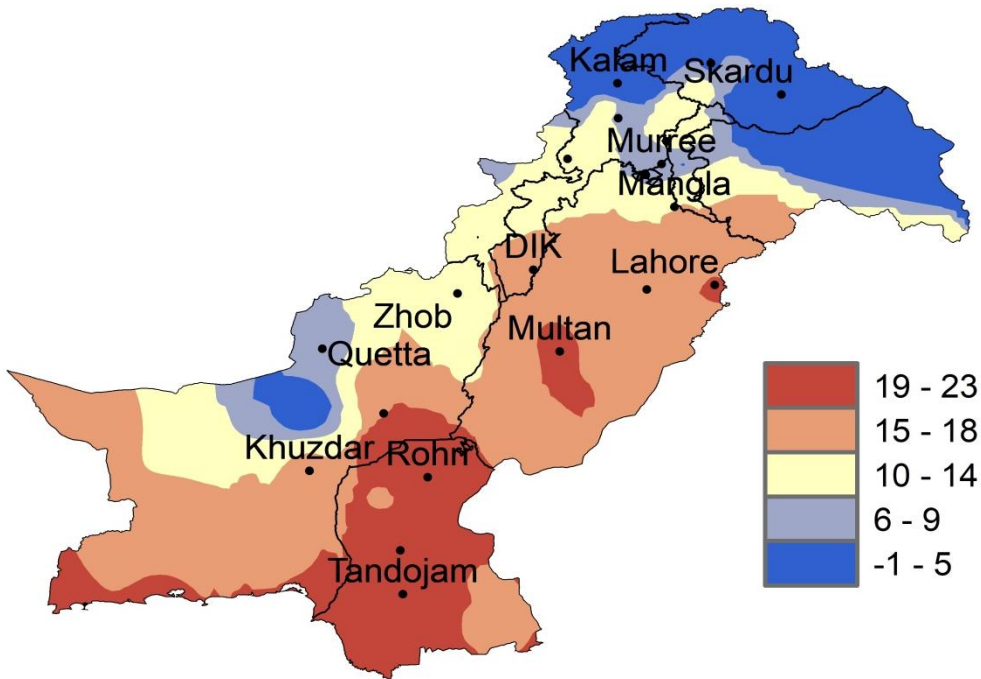 Kalam
Skardu
Murree
Mangla
DIK
Lahore
Zhob
Multan
Quetta
Khuzdar
Rohri
Tandojam
19 - 23
15 - 18
10 - 14
6 - 9
-1 - 5